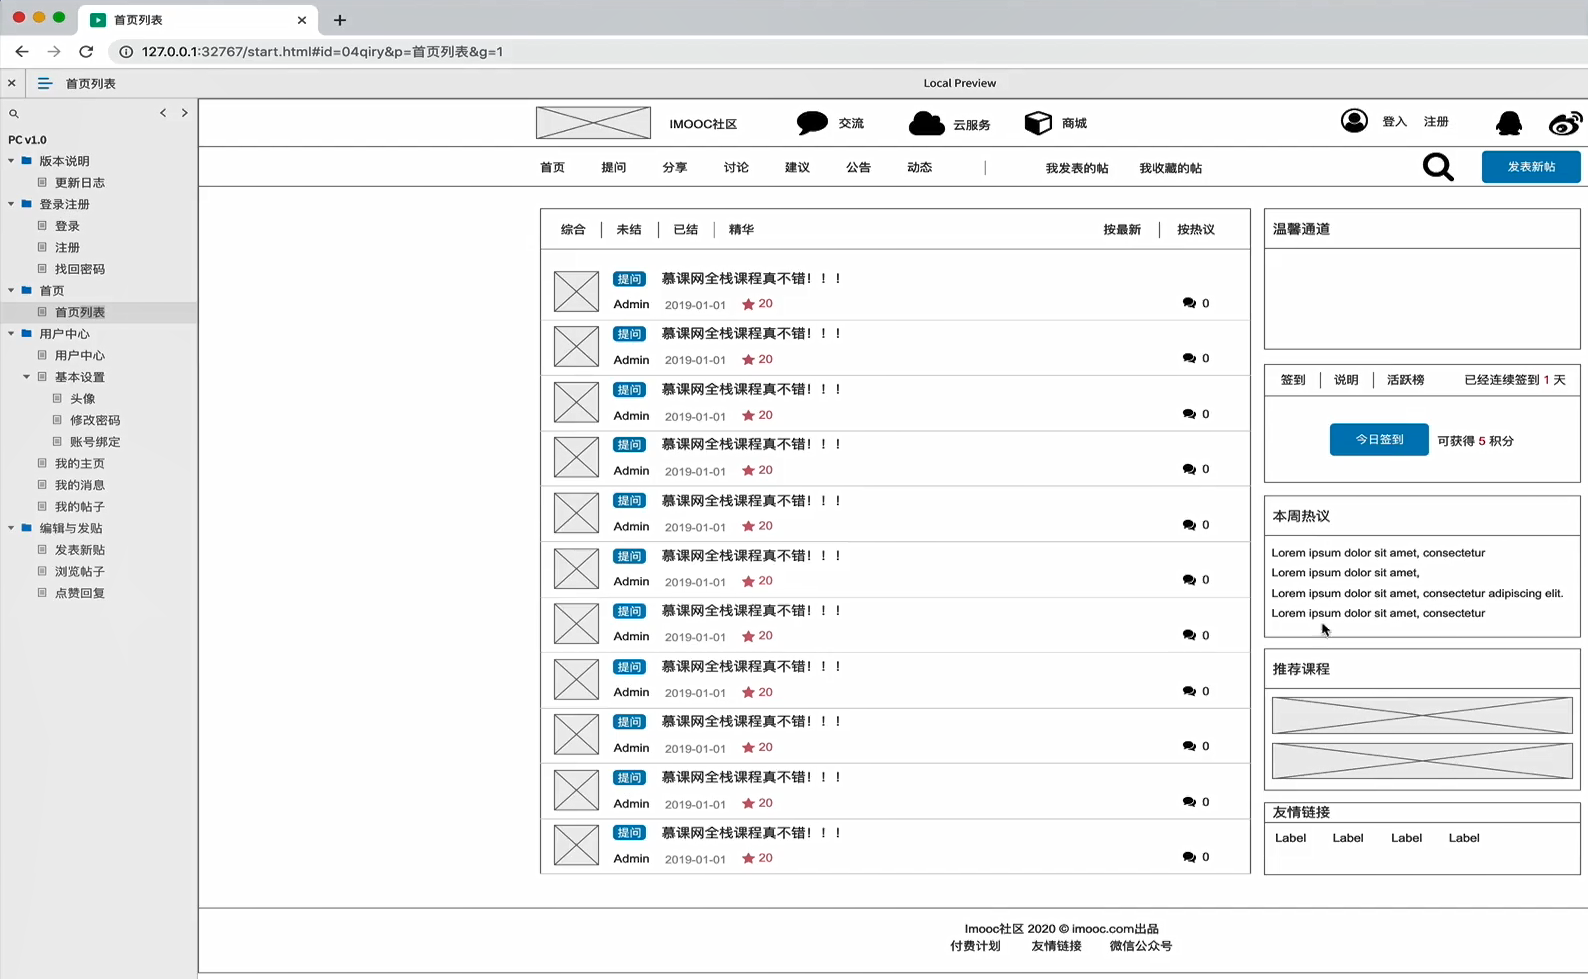 首页列表
127.0.0.1:32767/start.html#id=04qiry&p=首页列表&g=1
首页列表
Local Preview
PC v1.0
版本说明
更新日志
登录注册
登录
注册
找回密码
首页
首页列表
用户中心
用户中心
基本设置
头像
修改密码
账号绑定
我的主页
我的消息
我的帖子
编辑与发贴
发表新贴
浏览帖子
点赞回复
IMOOC社区 交流 云服务 商城 登入 注册
首页 提问 分享 讨论 建议 公告 动态 | 我发表的帖 我收藏的帖 发表新帖
综合 | 未结 | 已结 | 精华 按最新 | 按热议
提问 慕课网全栈课程真不错！！！
Admin 2019-01-01 20 0
提问 慕课网全栈课程真不错！！！
Admin 2019-01-01 20 0
提问 慕课网全栈课程真不错！！！
Admin 2019-01-01 20 0
提问 慕课网全栈课程真不错！！！
Admin 2019-01-01 20 0
提问 慕课网全栈课程真不错！！！
Admin 2019-01-01 20 0
提问 慕课网全栈课程真不错！！！
Admin 2019-01-01 20 0
提问 慕课网全栈课程真不错！！！
Admin 2019-01-01 20 0
提问 慕课网全栈课程真不错！！！
Admin 2019-01-01 20 0
提问 慕课网全栈课程真不错！！！
Admin 2019-01-01 20 0
提问 慕课网全栈课程真不错！！！
Admin 2019-01-01 20 0
提问 慕课网全栈课程真不错！！！
Admin 2019-01-01 20 0
温馨通道
签到 | 说明 | 活跃榜 已经连续签到 1 天
今日签到 可获得 5 积分
本周热议
Lorem ipsum dolor sit amet, consectetur
Lorem ipsum dolor sit amet,
Lorem ipsum dolor sit amet, consectetur adipiscing elit.
Lorem ipsum dolor sit amet, consectetur
推荐课程
友情链接
Label Label Label Label
Imooc社区 2020 © imooc.com出品
付费计划 友情链接 微信公众号